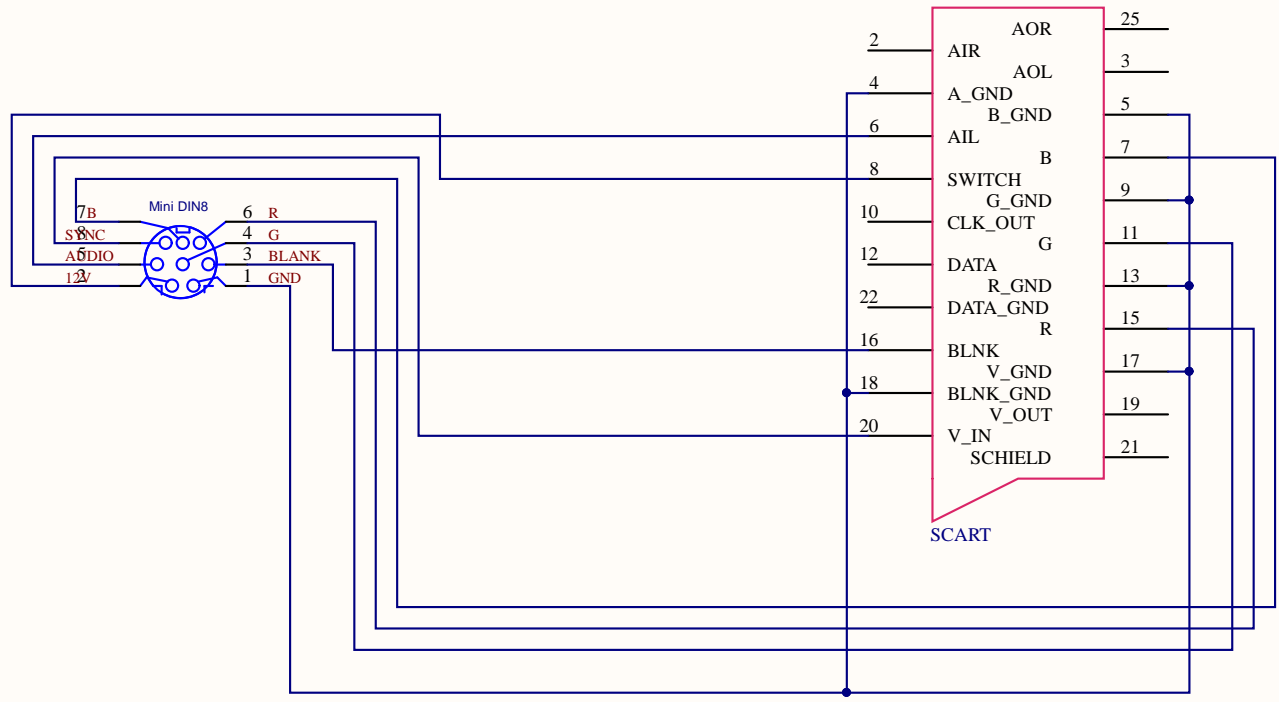 Mini DIN8
7 B
8 SYNC
5 AUDIO
2 12V
6 R
4 G
3 BLANK
1 GND
2 AIR
4 A_GND
6 AIL
8 SWITCH
10 CLK_OUT
12 DATA
22 DATA_GND
16 BLNK
18 BLNK_GND
20 V_IN
AOR 25
AOL 3
B_GND 5
B 7
G_GND 9
G 11
R_GND 13
R 15
V_GND 17
V_OUT 19
SCHIELD 21
SCART